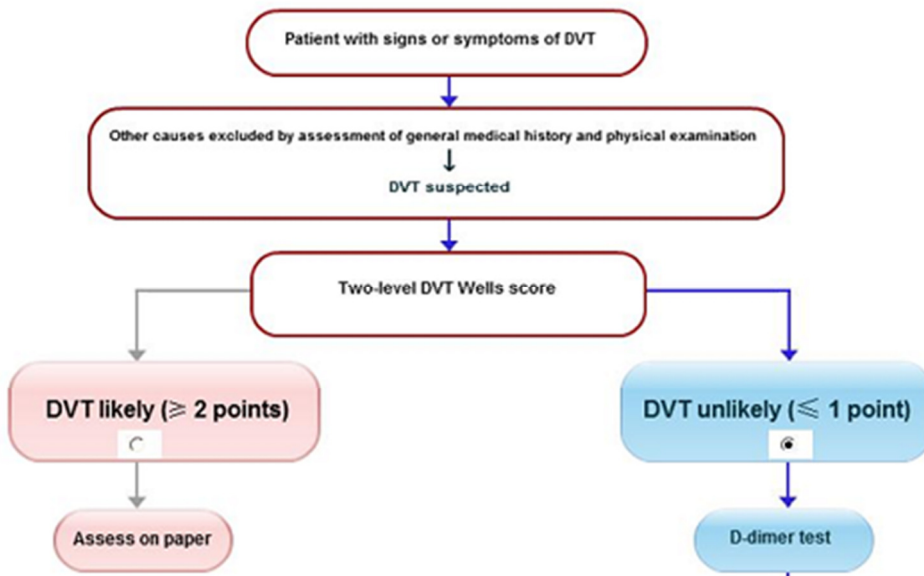 Patient with signs or symptoms of DVT
Other causes excluded by assessment of general medical history and physical examination
DVT suspected
Two-level DVT Wells score
DVT likely (≥ 2 points)
DVT unlikely (≤ 1 point)
Assess on paper
D-dimer test